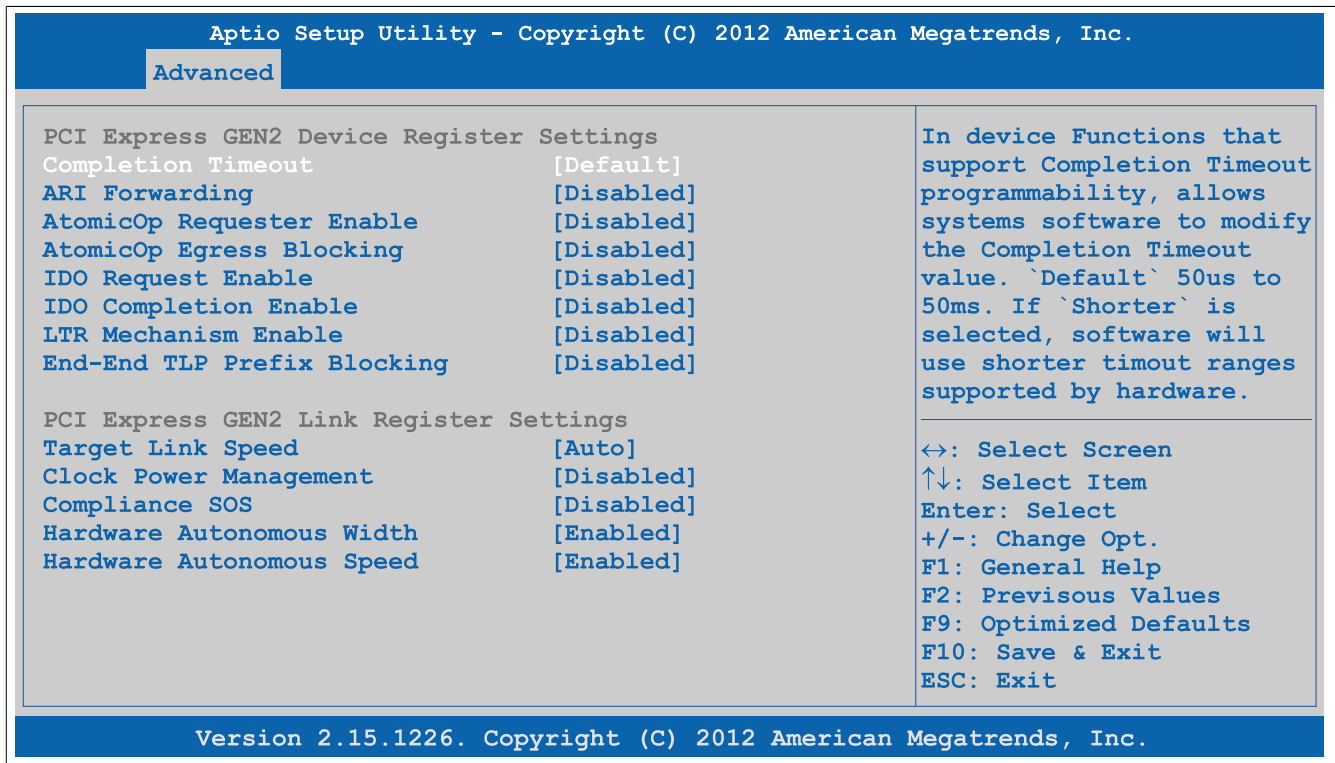 Aptio Setup Utility - Copyright (C) 2012 American Megatrends, Inc.
Advanced
PCI Express GEN2 Device Register Settings
Completion Timeout [Default]
ARI Forwarding [Disabled]
AtomicOp Requester Enable [Disabled]
AtomicOp Egress Blocking [Disabled]
IDO Request Enable [Disabled]
IDO Completion Enable [Disabled]
LTR Mechanism Enable [Disabled]
End-End TLP Prefix Blocking [Disabled]
PCI Express GEN2 Link Register Settings
Target Link Speed [Auto]
Clock Power Management [Disabled]
Compliance SOS [Disabled]
Hardware Autonomous Width [Enabled]
Hardware Autonomous Speed [Enabled]
In device Functions that
support Completion Timeout
programmability, allows
systems software to modify
the Completion Timeout
value. `Default` 50us to
50ms. If `Shorter` is
selected, software will
use shorter timout ranges
supported by hardware.
↔: Select Screen
↑↓: Select Item
Enter: Select
+/-: Change Opt.
F1: General Help
F2: Previsous Values
F9: Optimized Defaults
F10: Save & Exit
ESC: Exit
Version 2.15.1226. Copyright (C) 2012 American Megatrends, Inc.